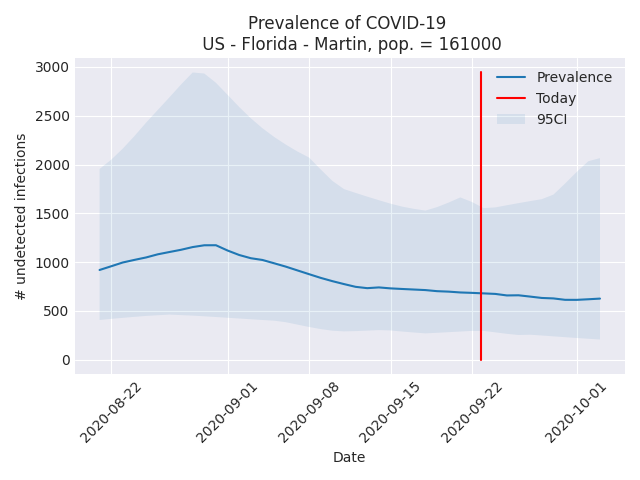 Prevalence of COVID-19
US - Florida - Martin, pop. = 161000
3000
2500
2000
1500
1000
500
0
# undetected infections
Prevalence
Today
95CI
2020-08-22
2020-09-01
2020-09-08
2020-09-15
2020-09-22
2020-10-01
Date